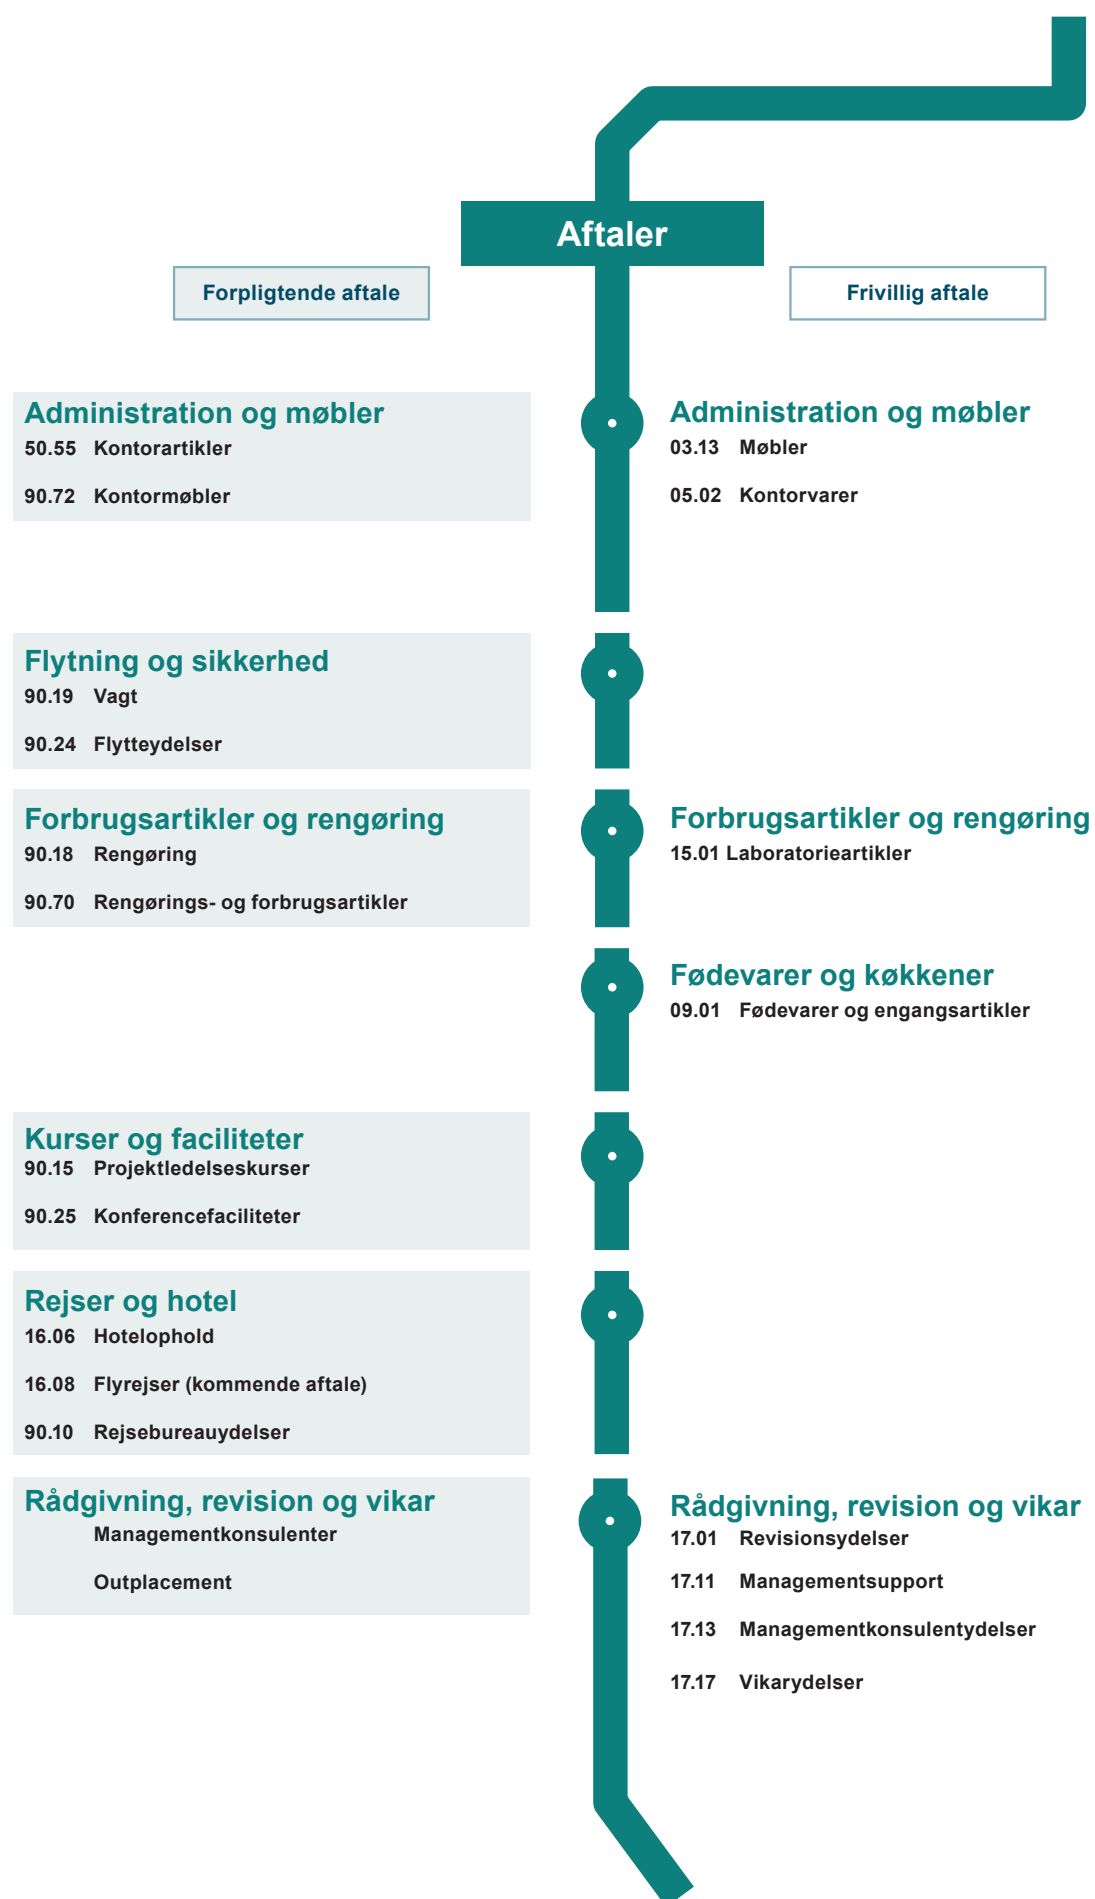 Aftaler
Forpligtende aftale
Frivillig aftale
Administration og møbler
50.55 Kontorartikler
90.72 Kontormøbler
Administration og møbler
03.13 Møbler
05.02 Kontorvarer
Flytning og sikkerhed
90.19 Vagt
90.24 Flytteydelser
Forbrugsartikler og rengøring
90.18 Rengøring
90.70 Rengørings- og forbrugsartikler
Forbrugsartikler og rengøring
15.01 Laboratorieartikler
Fødevarer og køkkener
09.01 Fødevarer og engangsartikler
Kurser og faciliteter
90.15 Projektledelseskurser
90.25 Konferencefaciliteter
Rejser og hotel
16.06 Hotelophold
16.08 Flyrejser (kommende aftale)
90.10 Rejsebureauydelser
Rådgivning, revision og vikar
Managementkonsulenter
Outplacement
Rådgivning, revision og vikar
17.01 Revisionsydelser
17.11 Managementsupport
17.13 Managementkonsulentydelser
17.17 Vikarydelser